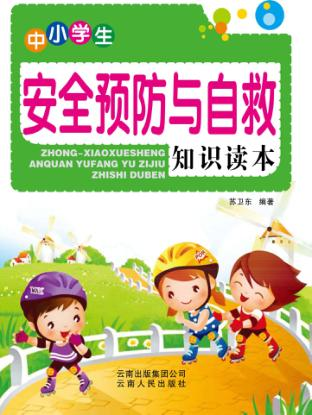 中小学生
安全预防与自救
ZHONG-XIAOXUESHENG
ANQUAN YUFANG YU ZIJIU
ZHISHI DUBEN
知识读本
苏卫东 编著
云南出版集团公司
云南人民出版社